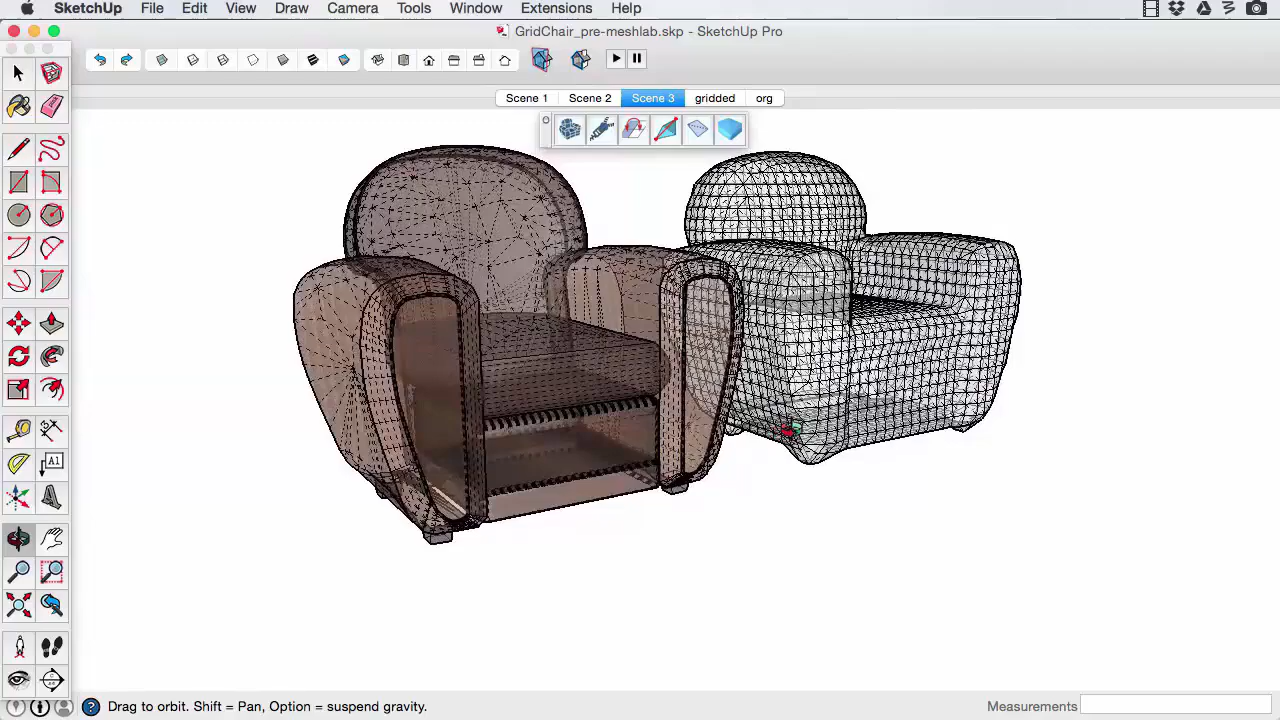 SketchUp File Edit View Draw Camera Tools Window Extensions Help
GridChair_pre-meshlab.skp - SketchUp Pro
Scene 1 Scene 2 Scene 3 gridded org
A1
Drag to orbit. Shift = Pan, Option = suspend gravity. Measurements